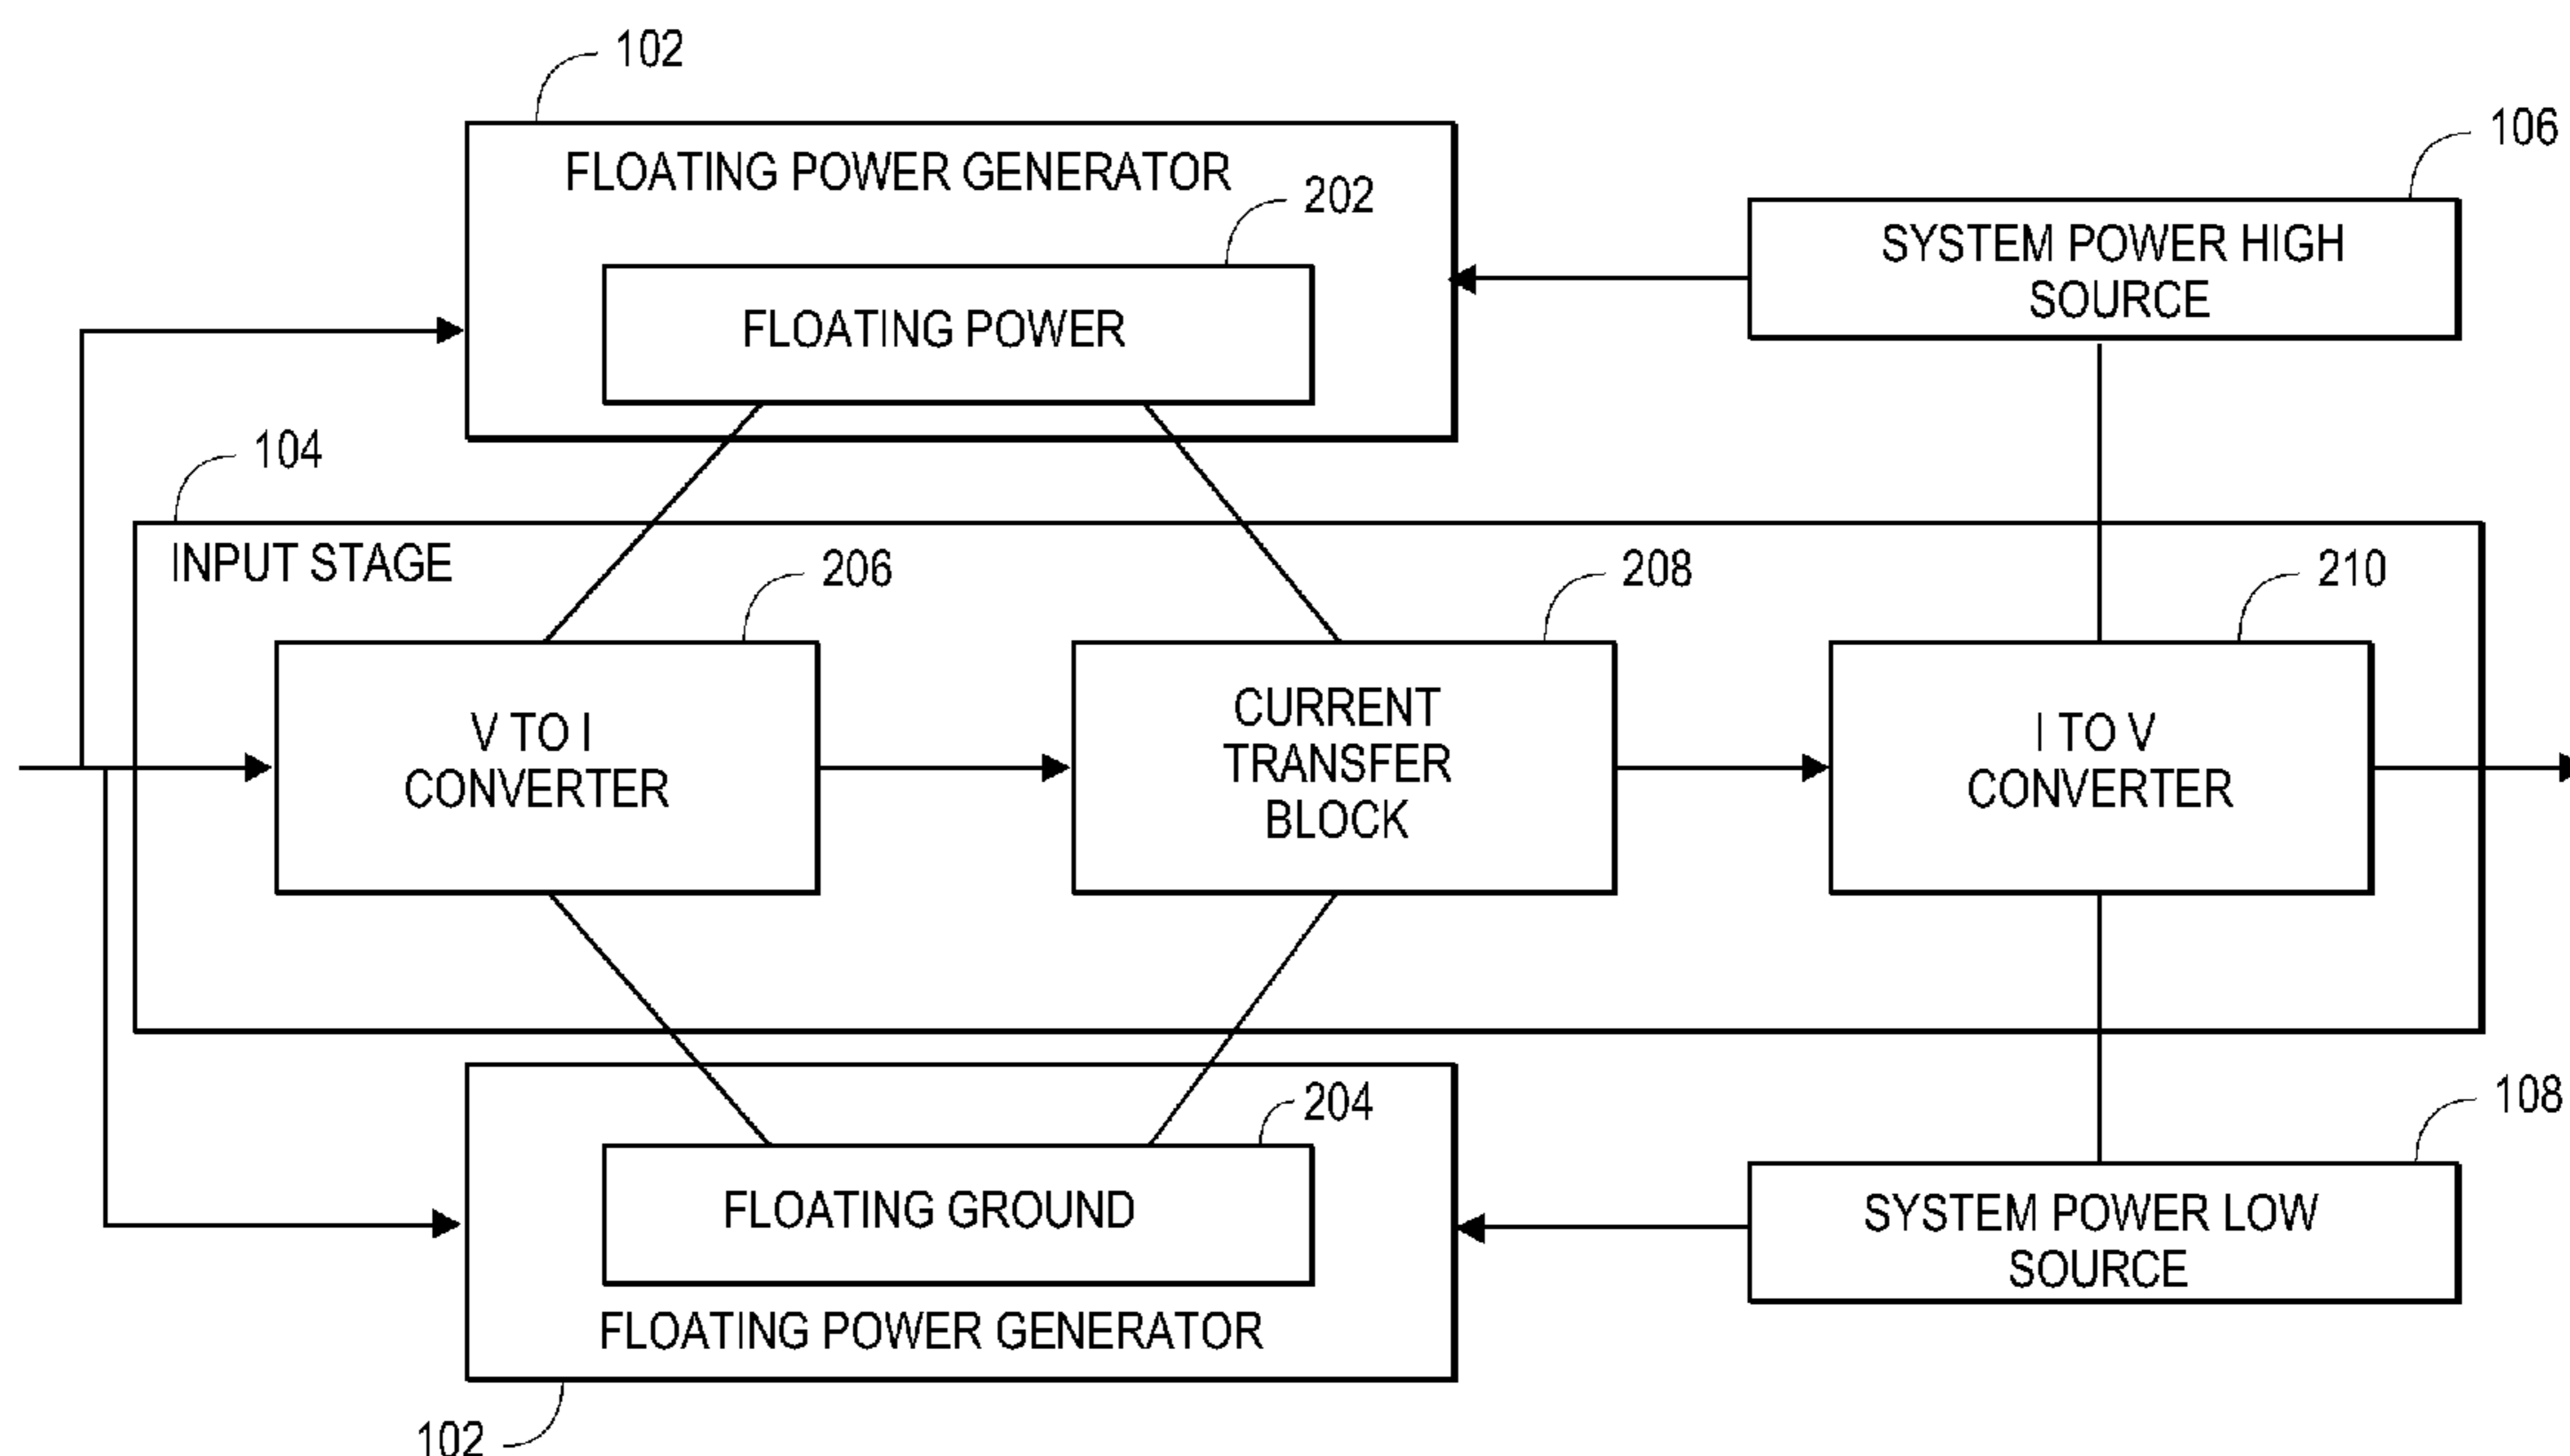 102
106
FLOATING POWER GENERATOR
202
SYSTEM POWER HIGH
SOURCE
FLOATING POWER
104
INPUT STAGE
206
208
210
V TO I
CONVERTER
CURRENT
TRANSFER
BLOCK
I TO V
CONVERTER
204
108
FLOATING GROUND
SYSTEM POWER LOW
SOURCE
FLOATING POWER GENERATOR
102